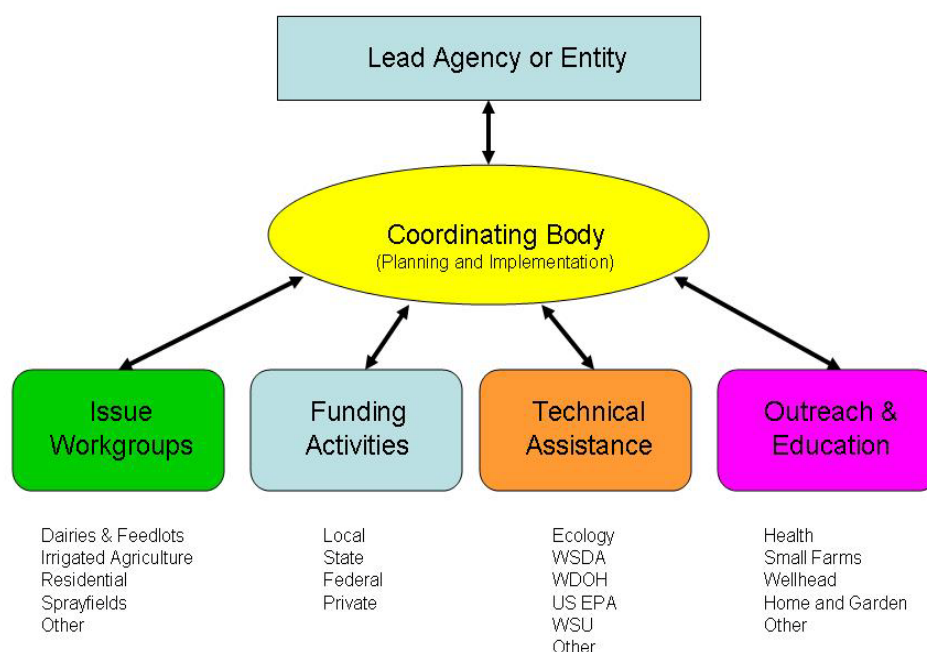 Lead Agency or Entity
Coordinating Body
(Planning and Implementation)
Issue
Workgroups
Funding
Activities
Technical
Assistance
Outreach &
Education
Dairies & Feedlots
Irrigated Agriculture
Residential
Sprayfields
Other
Local
State
Federal
Private
Ecology
WSDA
WDOH
US EPA
WSU
Other
Health
Small Farms
Wellhead
Home and Garden
Other